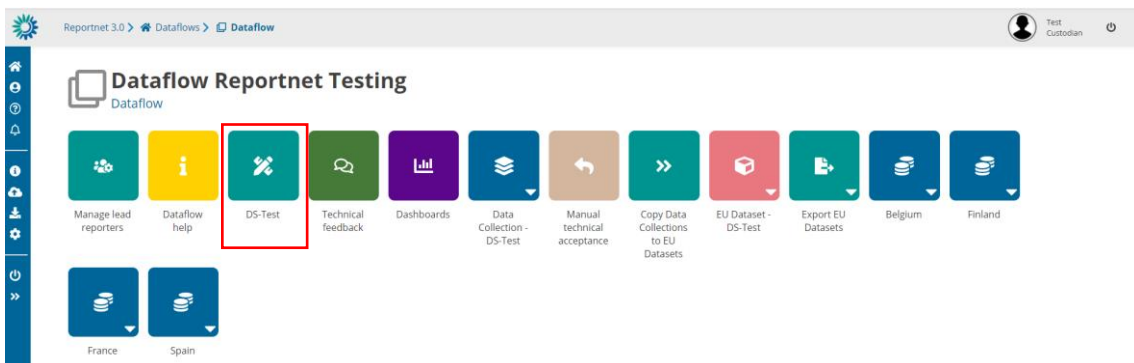 Reportnet 3.0 > Dataflows > Dataflow
Test
Custodian
Dataflow Reportnet Testing
Dataflow
Manage lead
reporters
Dataflow
help
DS-Test
Technical
feedback
Dashboards
Data
Collection -
DS-Test
Manual
technical
acceptance
Copy Data
Collections
to EU
Datasets
EU Dataset -
DS-Test
Export EU
Datasets
Belgium
Finland
France
Spain